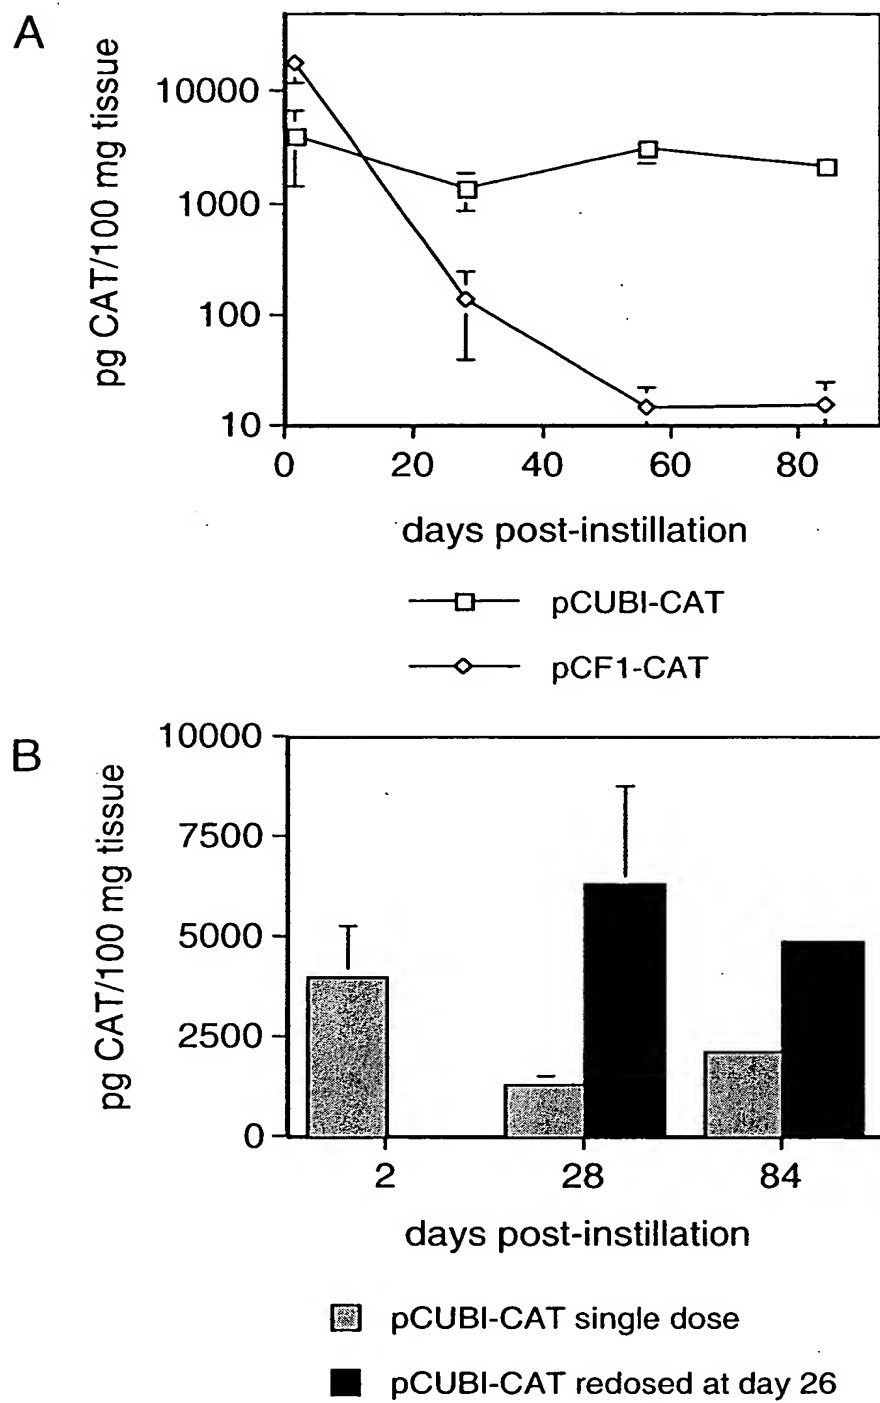 A
pg CAT/100 mg tissue
10000
1000
100
10
0 20 40 60 80
days post-instillation
pCUBI-CAT
pCF1-CAT
B
pg CAT/100 mg tissue
10000
7500
5000
2500
0
2 28 84
days post-instillation
pCUBI-CAT single dose
pCUBI-CAT redosed at day 26